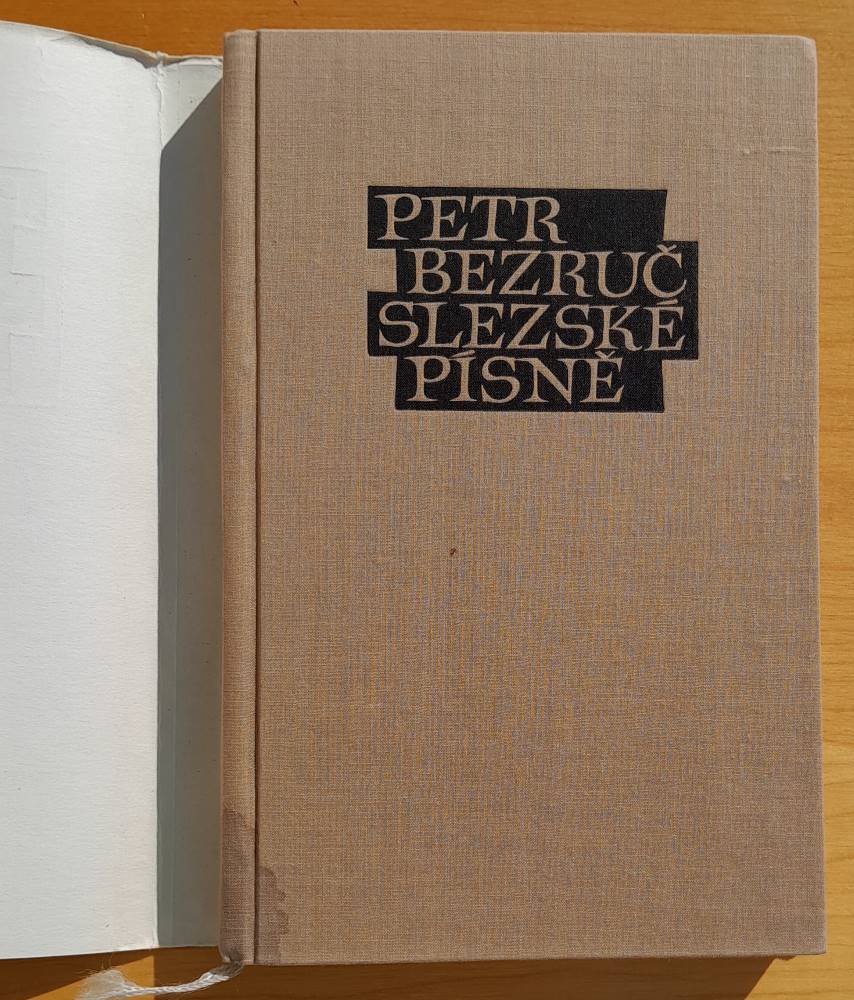 PETR
BEZRUČ
SLEZSKÉ
PÍSNĚ